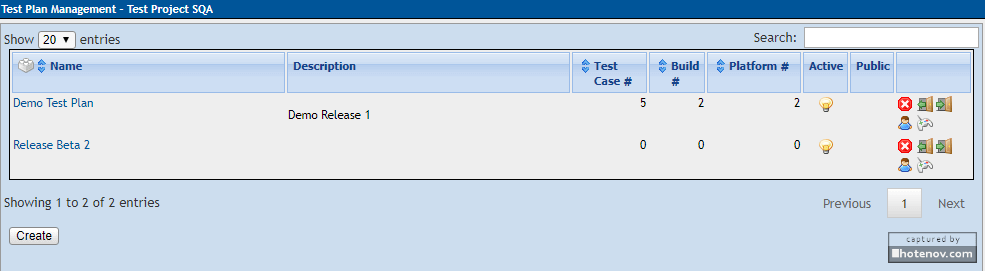 Test Plan Management - Test Project SQA
Show 20 entries
Search:
Name Description Test Case # Build # Platform # Active Public
Demo Test Plan 5 2 2
Demo Release 1
Release Beta 2 0 0 0
Showing 1 to 2 of 2 entries
Previous 1 Next
Create
captured by
hotenov.com